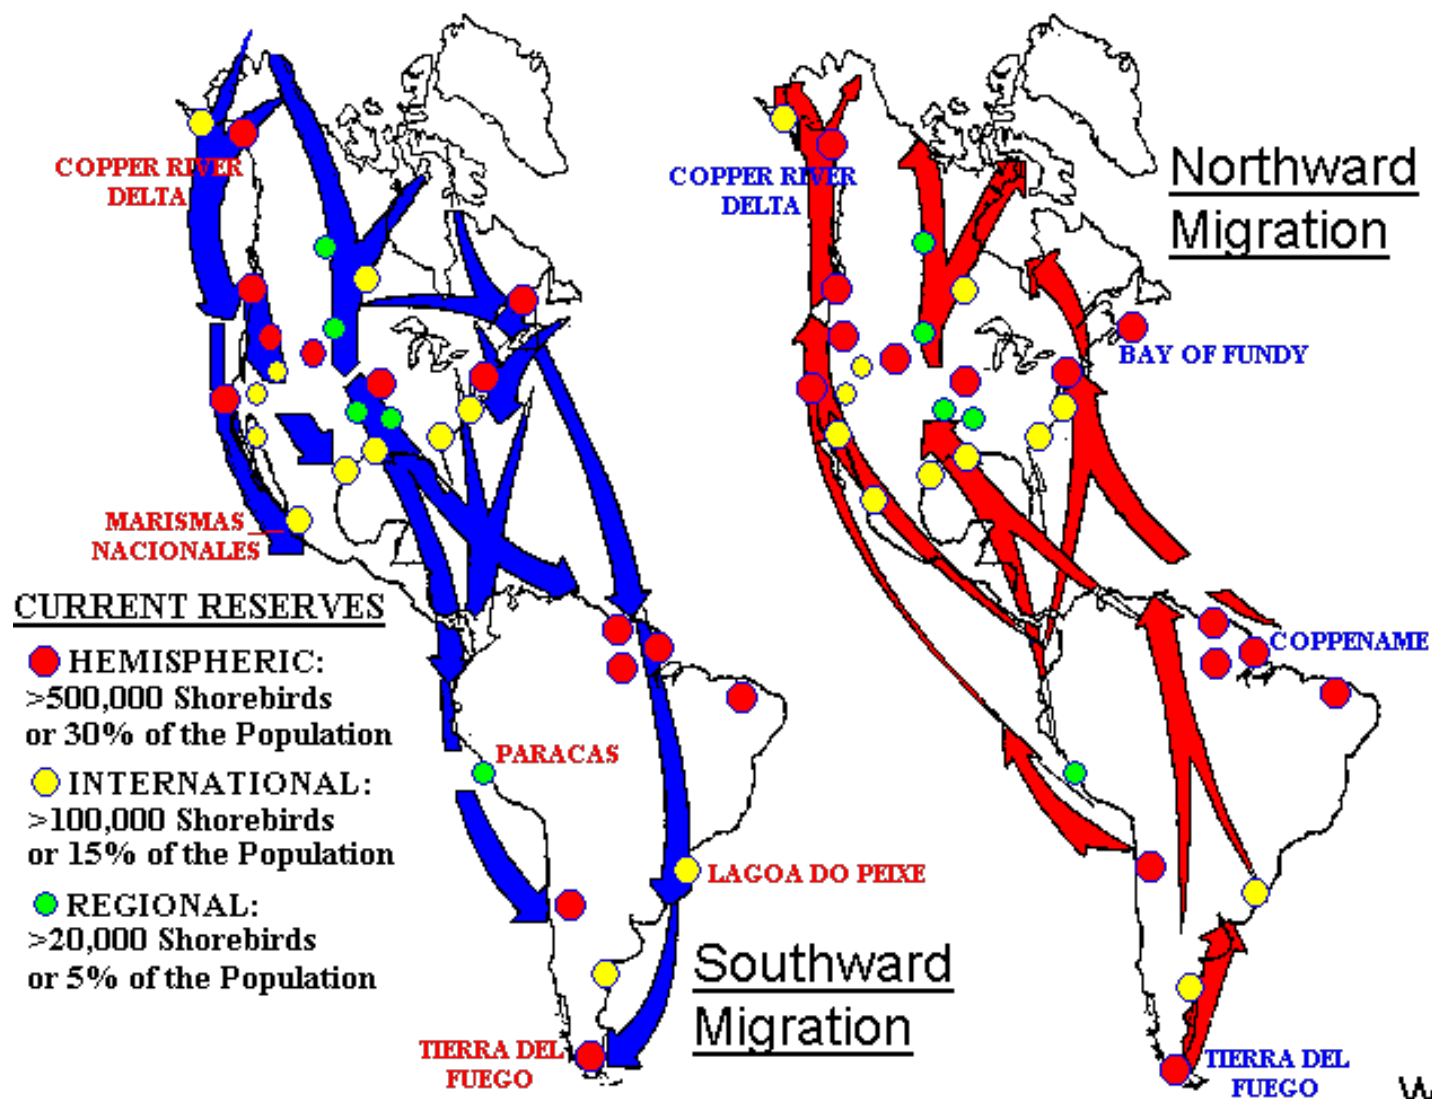 COPPER RIVER
DELTA
MARISMAS
NACIONALES
CURRENT RESERVES
HEMISPHERIC:
>500,000 Shorebirds
or 30% of the Population
INTERNATIONAL:
>100,000 Shorebirds
or 15% of the Population
REGIONAL:
>20,000 Shorebirds
or 5% of the Population
PARACAS
LAGOA DO PEIXE
Southward
Migration
TIERRA DEL
FUEGO
Northward
Migration
COPPER RIVER
DELTA
BAY OF FUNDY
COPPENAME
TIERRA DEL
FUEGO